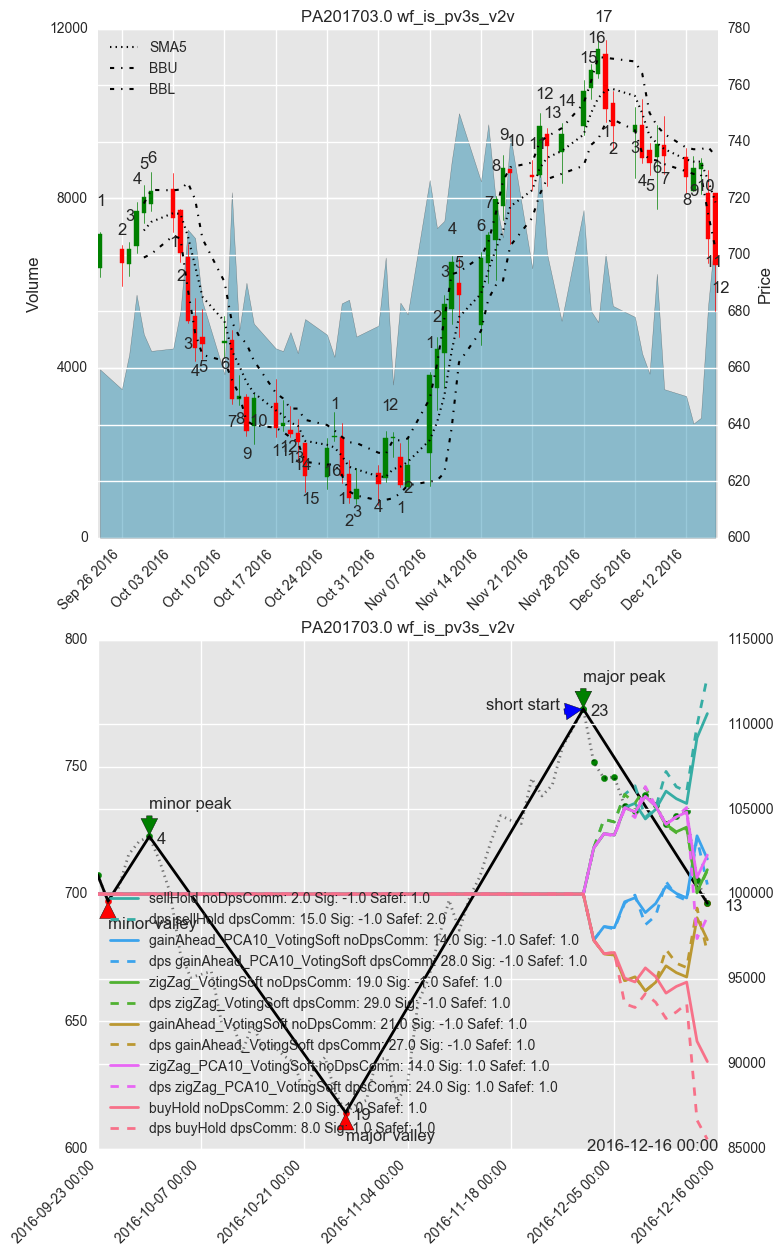 PA201703.0 wf_is_pv3s_v2v
12000
8000
4000
0
Volume
SMA5
BBU
BBL
780
760
740
720
700
680
660
640
620
600
Price
Sep 26 2016
Oct 03 2016
Oct 10 2016
Oct 17 2016
Oct 24 2016
Oct 31 2016
Nov 07 2016
Nov 14 2016
Nov 21 2016
Nov 28 2016
Dec 05 2016
Dec 12 2016
PA201703.0 wf_is_pv3s_v2v
800
750
700
650
600
115000
110000
105000
100000
95000
90000
85000
major peak
short start
23
minor peak
4
minor valley
13
19
major valley
sellHold noDpsComm: 2.0 Sig: -1.0 Safef: 1.0
dps sellHold dpsComm: 15.0 Sig: -1.0 Safef: 2.0
gainAhead_PCA10_VotingSoft noDpsComm: 14.0 Sig: -1.0 Safef: 1.0
dps gainAhead_PCA10_VotingSoft dpsComm: 28.0 Sig: -1.0 Safef: 1.0
zigZag_VotingSoft noDpsComm: 19.0 Sig: -1.0 Safef: 1.0
dps zigZag_VotingSoft dpsComm: 29.0 Sig: -1.0 Safef: 1.0
gainAhead_VotingSoft noDpsComm: 21.0 Sig: -1.0 Safef: 1.0
dps gainAhead_VotingSoft dpsComm: 27.0 Sig: -1.0 Safef: 1.0
zigZag_PCA10_VotingSoft noDpsComm: 14.0 Sig: -1.0 Safef: 1.0
dps zigZag_PCA10_VotingSoft dpsComm: 24.0 Sig: -1.0 Safef: 1.0
buyHold noDpsComm: 2.0 Sig: 1.0 Safef: 1.0
dps buyHold dpsComm: 8.0 Sig: 1.0 Safef: 1.0
2016-12-16 00:00
2016-09-23 00:00
2016-10-07 00:00
2016-10-21 00:00
2016-11-04 00:00
2016-11-18 00:00
2016-12-05 00:00
2016-12-16 00:00